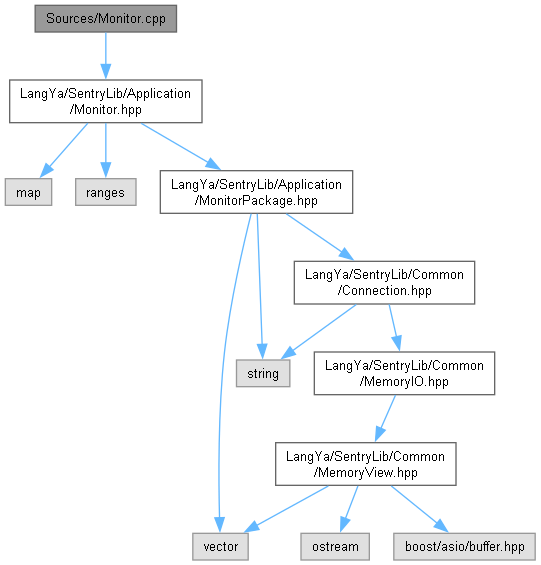 Sources/Monitor.cpp
LangYa/SentryLib/Application
/Monitor.hpp
map
ranges
LangYa/SentryLib/Application
/MonitorPackage.hpp
LangYa/SentryLib/Common
/Connection.hpp
string
LangYa/SentryLib/Common
/MemoryIO.hpp
LangYa/SentryLib/Common
/MemoryView.hpp
vector
ostream
boost/asio/buffer.hpp